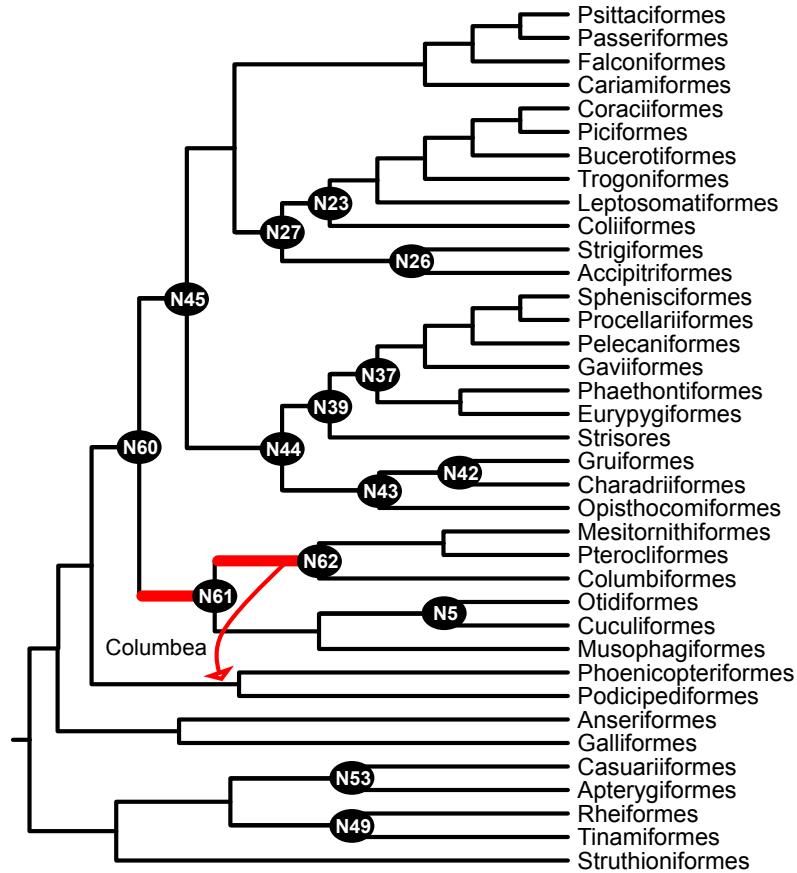 Psittaciformes
Passeriformes
Falconiformes
Cariamiformes
Coraciiformes
Piciformes
Bucerotiformes
Trogoniformes
Leptosomatiformes
N23
Coliiformes
N27
Strigiformes
N26
Accipitriformes
N45
Sphenisciformes
Procellariiformes
Pelecaniformes
Gaviiformes
N37
Phaethontiformes
N39
Eurypygiformes
Strisores
N60
N44
Gruiformes
N42
Charadriiformes
N43
Opisthocomiformes
Mesitornithiformes
Pterocliformes
N62
Columbiformes
N61
Otidiformes
N5
Cuculiformes
Columbea
Musophagiformes
Phoenicopteriformes
Podicipediformes
Anseriformes
Galliformes
Casuariiformes
N53
Apterygiformes
Rheiformes
N49
Tinamiformes
Struthioniformes